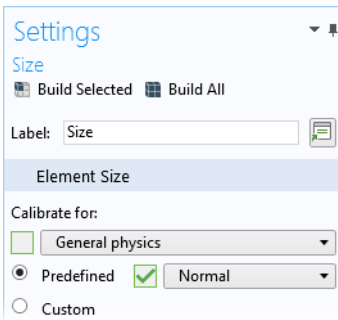 Settings
Size
Build Selected Build All
Label: Size
Element Size
Calibrate for:
General physics
Predefined Normal
Custom